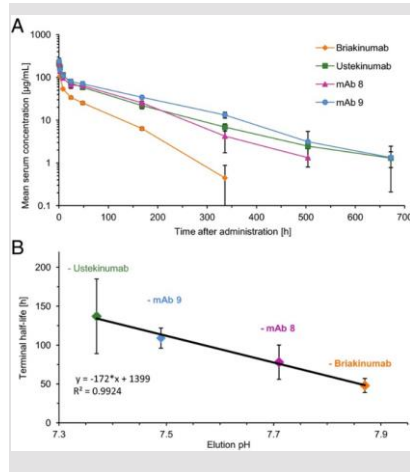 A
Briakinumab
Ustekinumab
mAb 8
mAb 9
Mean serum concentration [µg/mL]
1000
100
10
1
0.1
0 100 200 300 400 500 600 700
Time after administration [h]
B
Terminal half-life [h]
200
150
100
50
0
- Ustekinumab
- mAb 9
- mAb 8
- Briakinumab
y = -172*x + 1399
R² = 0.9924
7.3 7.5 7.7 7.9
Elution pH